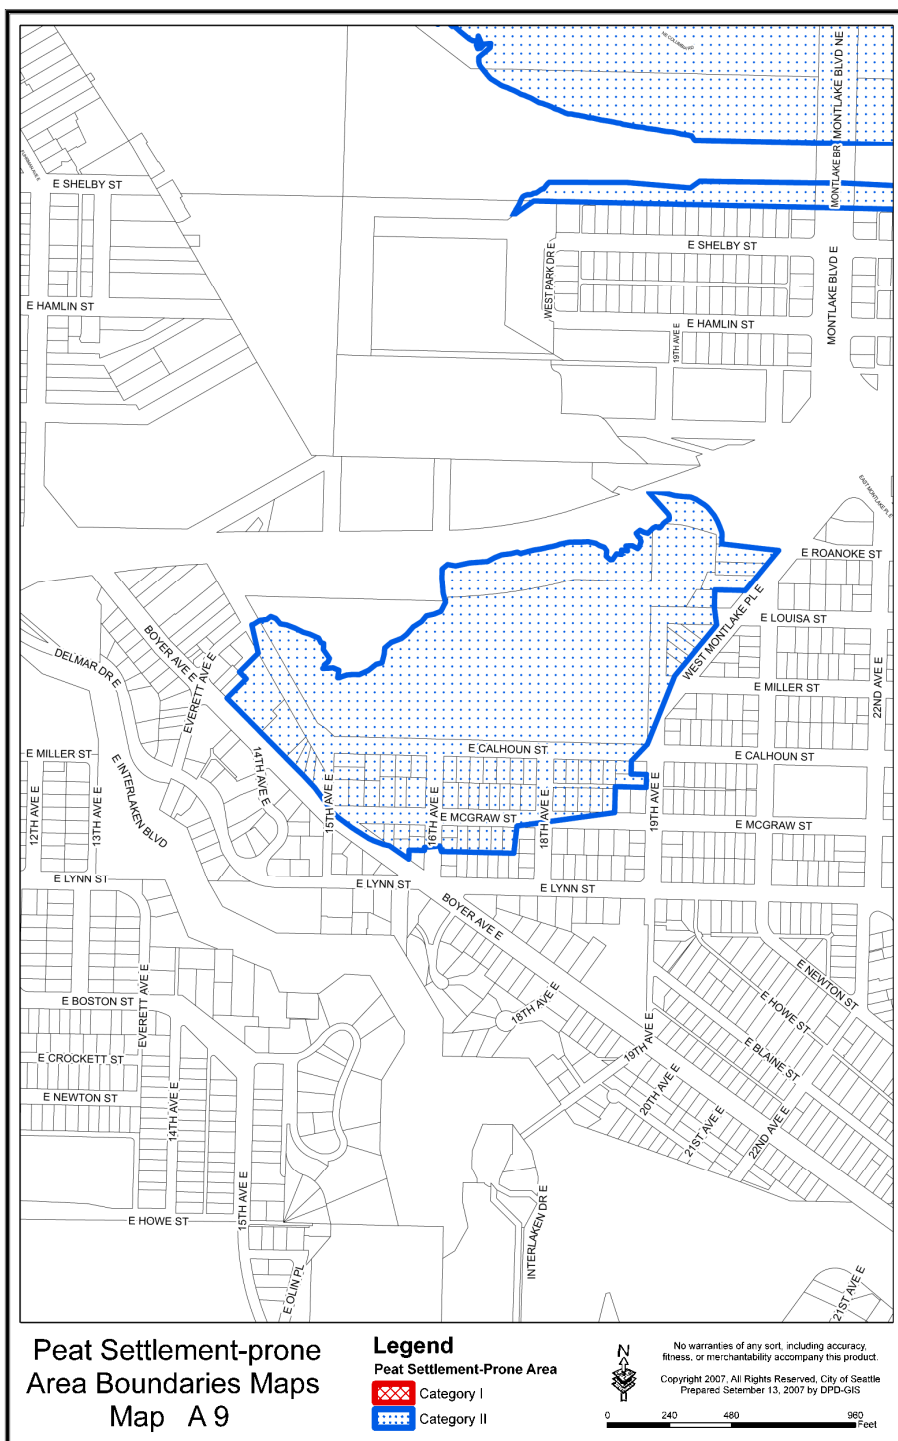 NE COLUMBIA RD
MONTLAKE BLVD NE
MONTLAKE BR
FUHRMAN AVE E
E SHELBY ST
E SHELBY ST
WEST PARK DR E
MONTLAKE BLVD E
E HAMLIN ST
E HAMLIN ST
19TH AVE E
EAST MONTLAKE PL E
E ROANOKE ST
WEST MONTLAKE PL E
E LOUISA ST
BOYER AVE E
DELMAR DR E
EVERETT AVE E
E MILLER ST
22ND AVE E
E MILLER ST
E INTERLAKEN BLVD
14TH AVE E
E CALHOUN ST
E CALHOUN ST
12TH AVE E
13TH AVE E
15TH AVE E
16TH AVE E
E MCGRAW ST
18TH AVE E
19TH AVE E
E MCGRAW ST
E LYNN ST
E LYNN ST
E LYNN ST
BOYER AVE E
E NEWTON ST
EVERETT AVE E
E BOSTON ST
18TH AVE E
E HOWE ST
19TH AVE E
E BLAINE ST
E CROCKETT ST
E NEWTON ST
14TH AVE E
20TH AVE E
21ST AVE E
22ND AVE E
15TH AVE E
E HOWE ST
INTERLAKEN DR E
E OLIN PL
21ST AVE E
Peat Settlement-prone
Area Boundaries Maps
Map A 9
Legend
Peat Settlement-Prone Area
Category I
Category II
N
No warranties of any sort, including accuracy,
fitness, or merchantability accompany this product.
Copyright 2007, All Rights Reserved, City of Seattle
Prepared Setember 13, 2007 by DPD-GIS
0 240 480 960
Feet